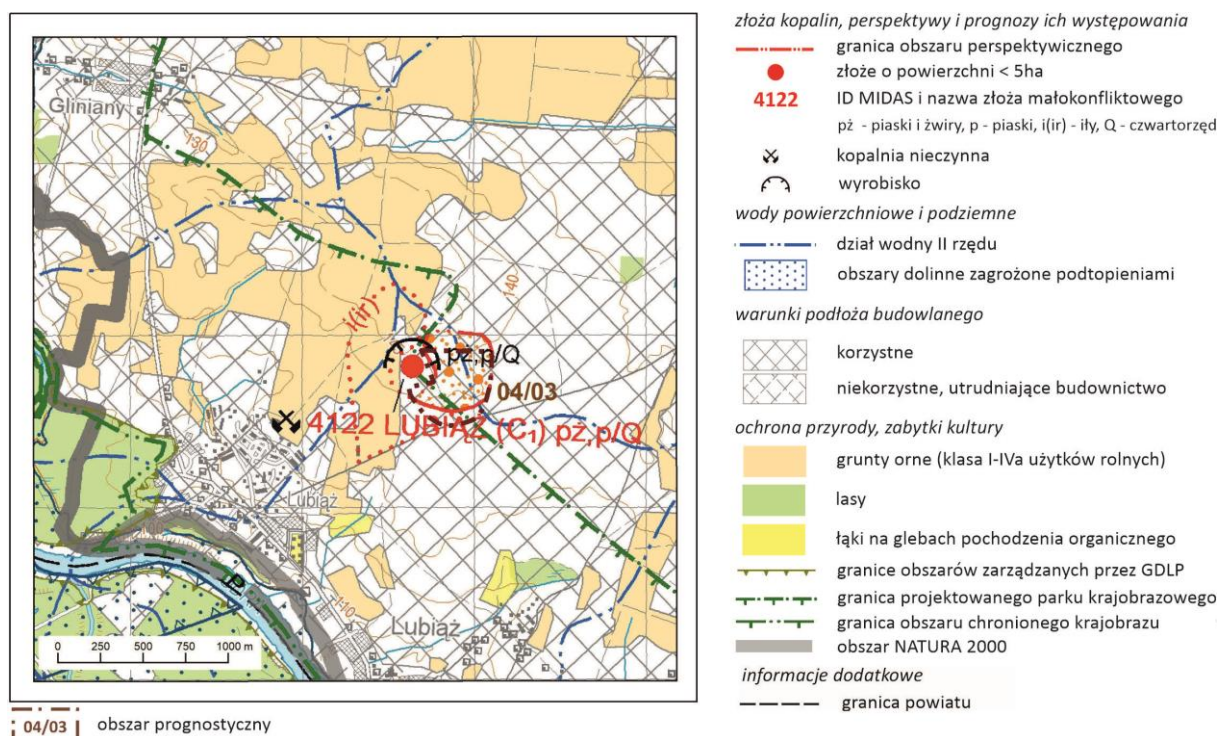 Gliniany
130
140
i(ir)
pż,p/Q
04/03
4122 LUBIĄŻ (C₁) pż,p/Q
Lubiąż
110
Lubiąż
0 250 500 1000 m
04/03 obszar prognostyczny
złoża kopalin, perspektywy i prognozy ich występowania
granica obszaru perspektywicznego
złoże o powierzchni < 5ha
4122 ID MIDAS i nazwa złoża małokonfliktowego
pż - piaski i żwiry, p - piaski, i(ir) - iły, Q - czwartorzęd
kopalnia nieczynna
wyrobisko
wody powierzchniowe i podziemne
dział wodny II rzędu
obszary dolinne zagrożone podtopieniami
warunki podłoża budowlanego
korzystne
niekorzystne, utrudniające budownictwo
ochrona przyrody, zabytki kultury
grunty orne (klasa I-IVa użytków rolnych)
lasy
łąki na glebach pochodzenia organicznego
granice obszarów zarządzanych przez GDLP
granica projektowanego parku krajobrazowego
granica obszaru chronionego krajobrazu
obszar NATURA 2000
informacje dodatkowe
granica powiatu